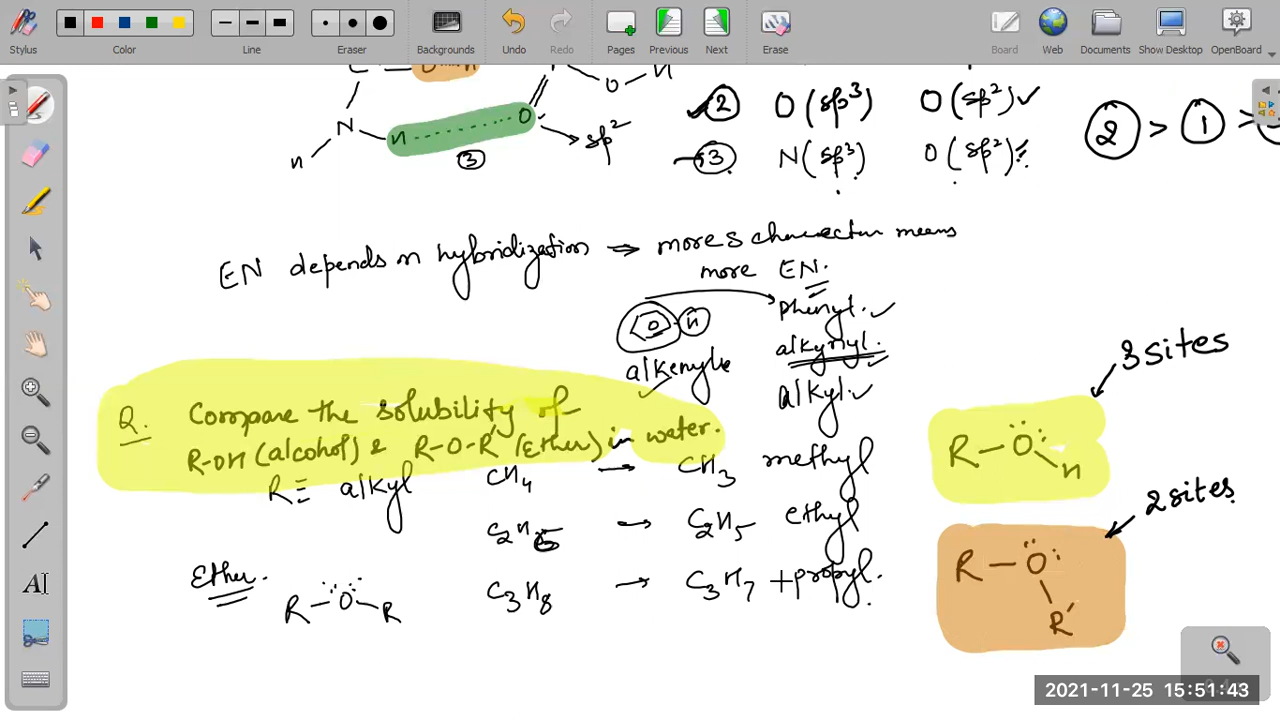 Stylus Color Line Eraser Backgrounds Undo Redo Pages Previous Next Erase Board Web Documents Show Desktop OpenBoard
O H
O – H
② O(sp³) O(sp²)✓
② > ① >
N H ........ O → sp²
H ③
③ N(sp³) O(sp²)
EN depends on hybridization → more s character means
more EN.
H phenyl. ✓
alkenyl alkynyl. ✓
alkyl. ✓
3 sites
Q. Compare the solubility of
R-OH (alcohol) & R-O-R' (Ether) in water.
R – O: H
R ≡ alkyl CH4 → CH3 methyl
2 sites
C2H6 → C2H5 ethyl
Ether. C3H8 → C3H7 propyl.
R – O – R
R – O:
R'
2021-11-25 15:51:43